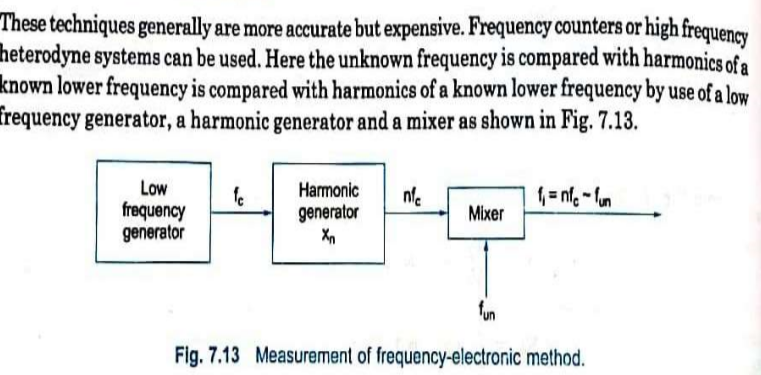 These techniques generally are more accurate but expensive. Frequency counters or high frequency
heterodyne systems can be used. Here the unknown frequency is compared with harmonics of a
known lower frequency is compared with harmonics of a known lower frequency by use of a low
frequency generator, a harmonic generator and a mixer as shown in Fig. 7.13.
Low
frequency
generator
fc
Harmonic
generator
Xn
nfc
Mixer
fi = nfc ~ fun
fun
Fig. 7.13 Measurement of frequency-electronic method.